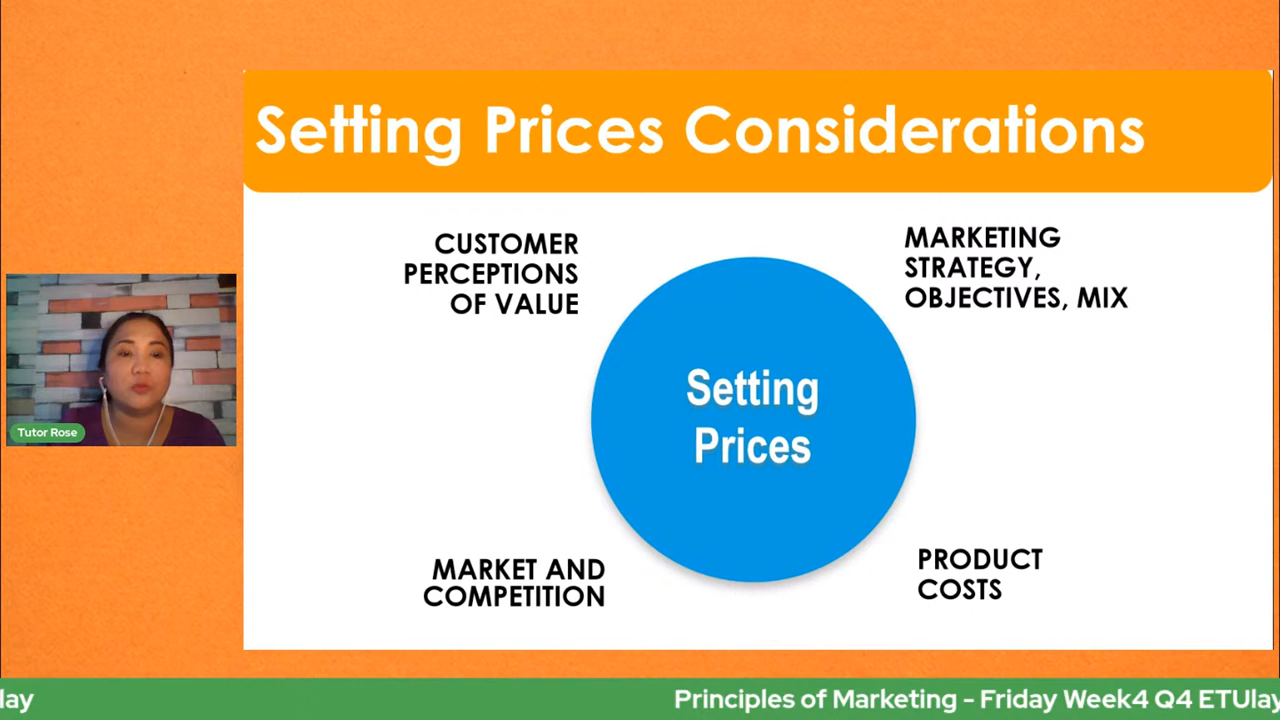 Setting Prices Considerations
CUSTOMER
PERCEPTIONS
OF VALUE
MARKETING
STRATEGY,
OBJECTIVES, MIX
Setting
Prices
MARKET AND
COMPETITION
PRODUCT
COSTS
Tutor Rose
lay
Principles of Marketing - Friday Week4 Q4 ETUlay